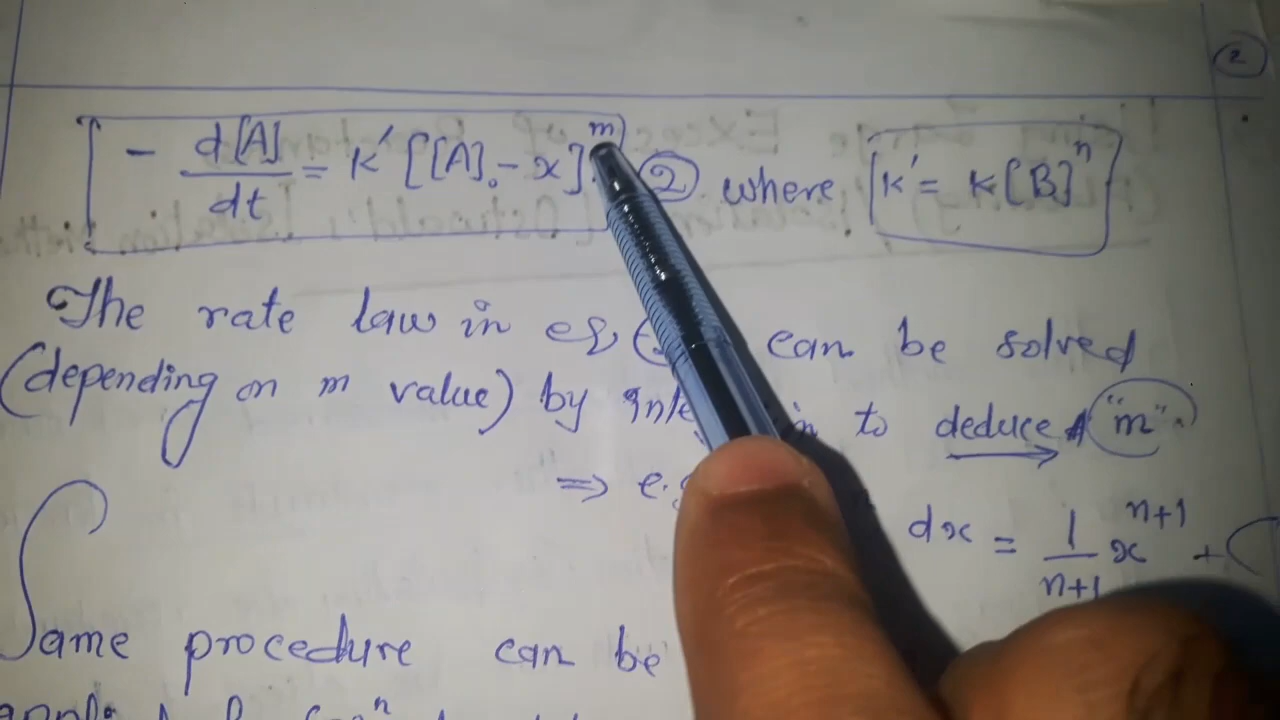 2
- d[A]/dt = K′ [[A]₀ - x]^m (2) where K′ = K[B]^n
The rate law in eq can be solved
(depending on m value) by to deduce "m".
⇒ dx = 1/n+1 x^n+1 +
Same procedure can be